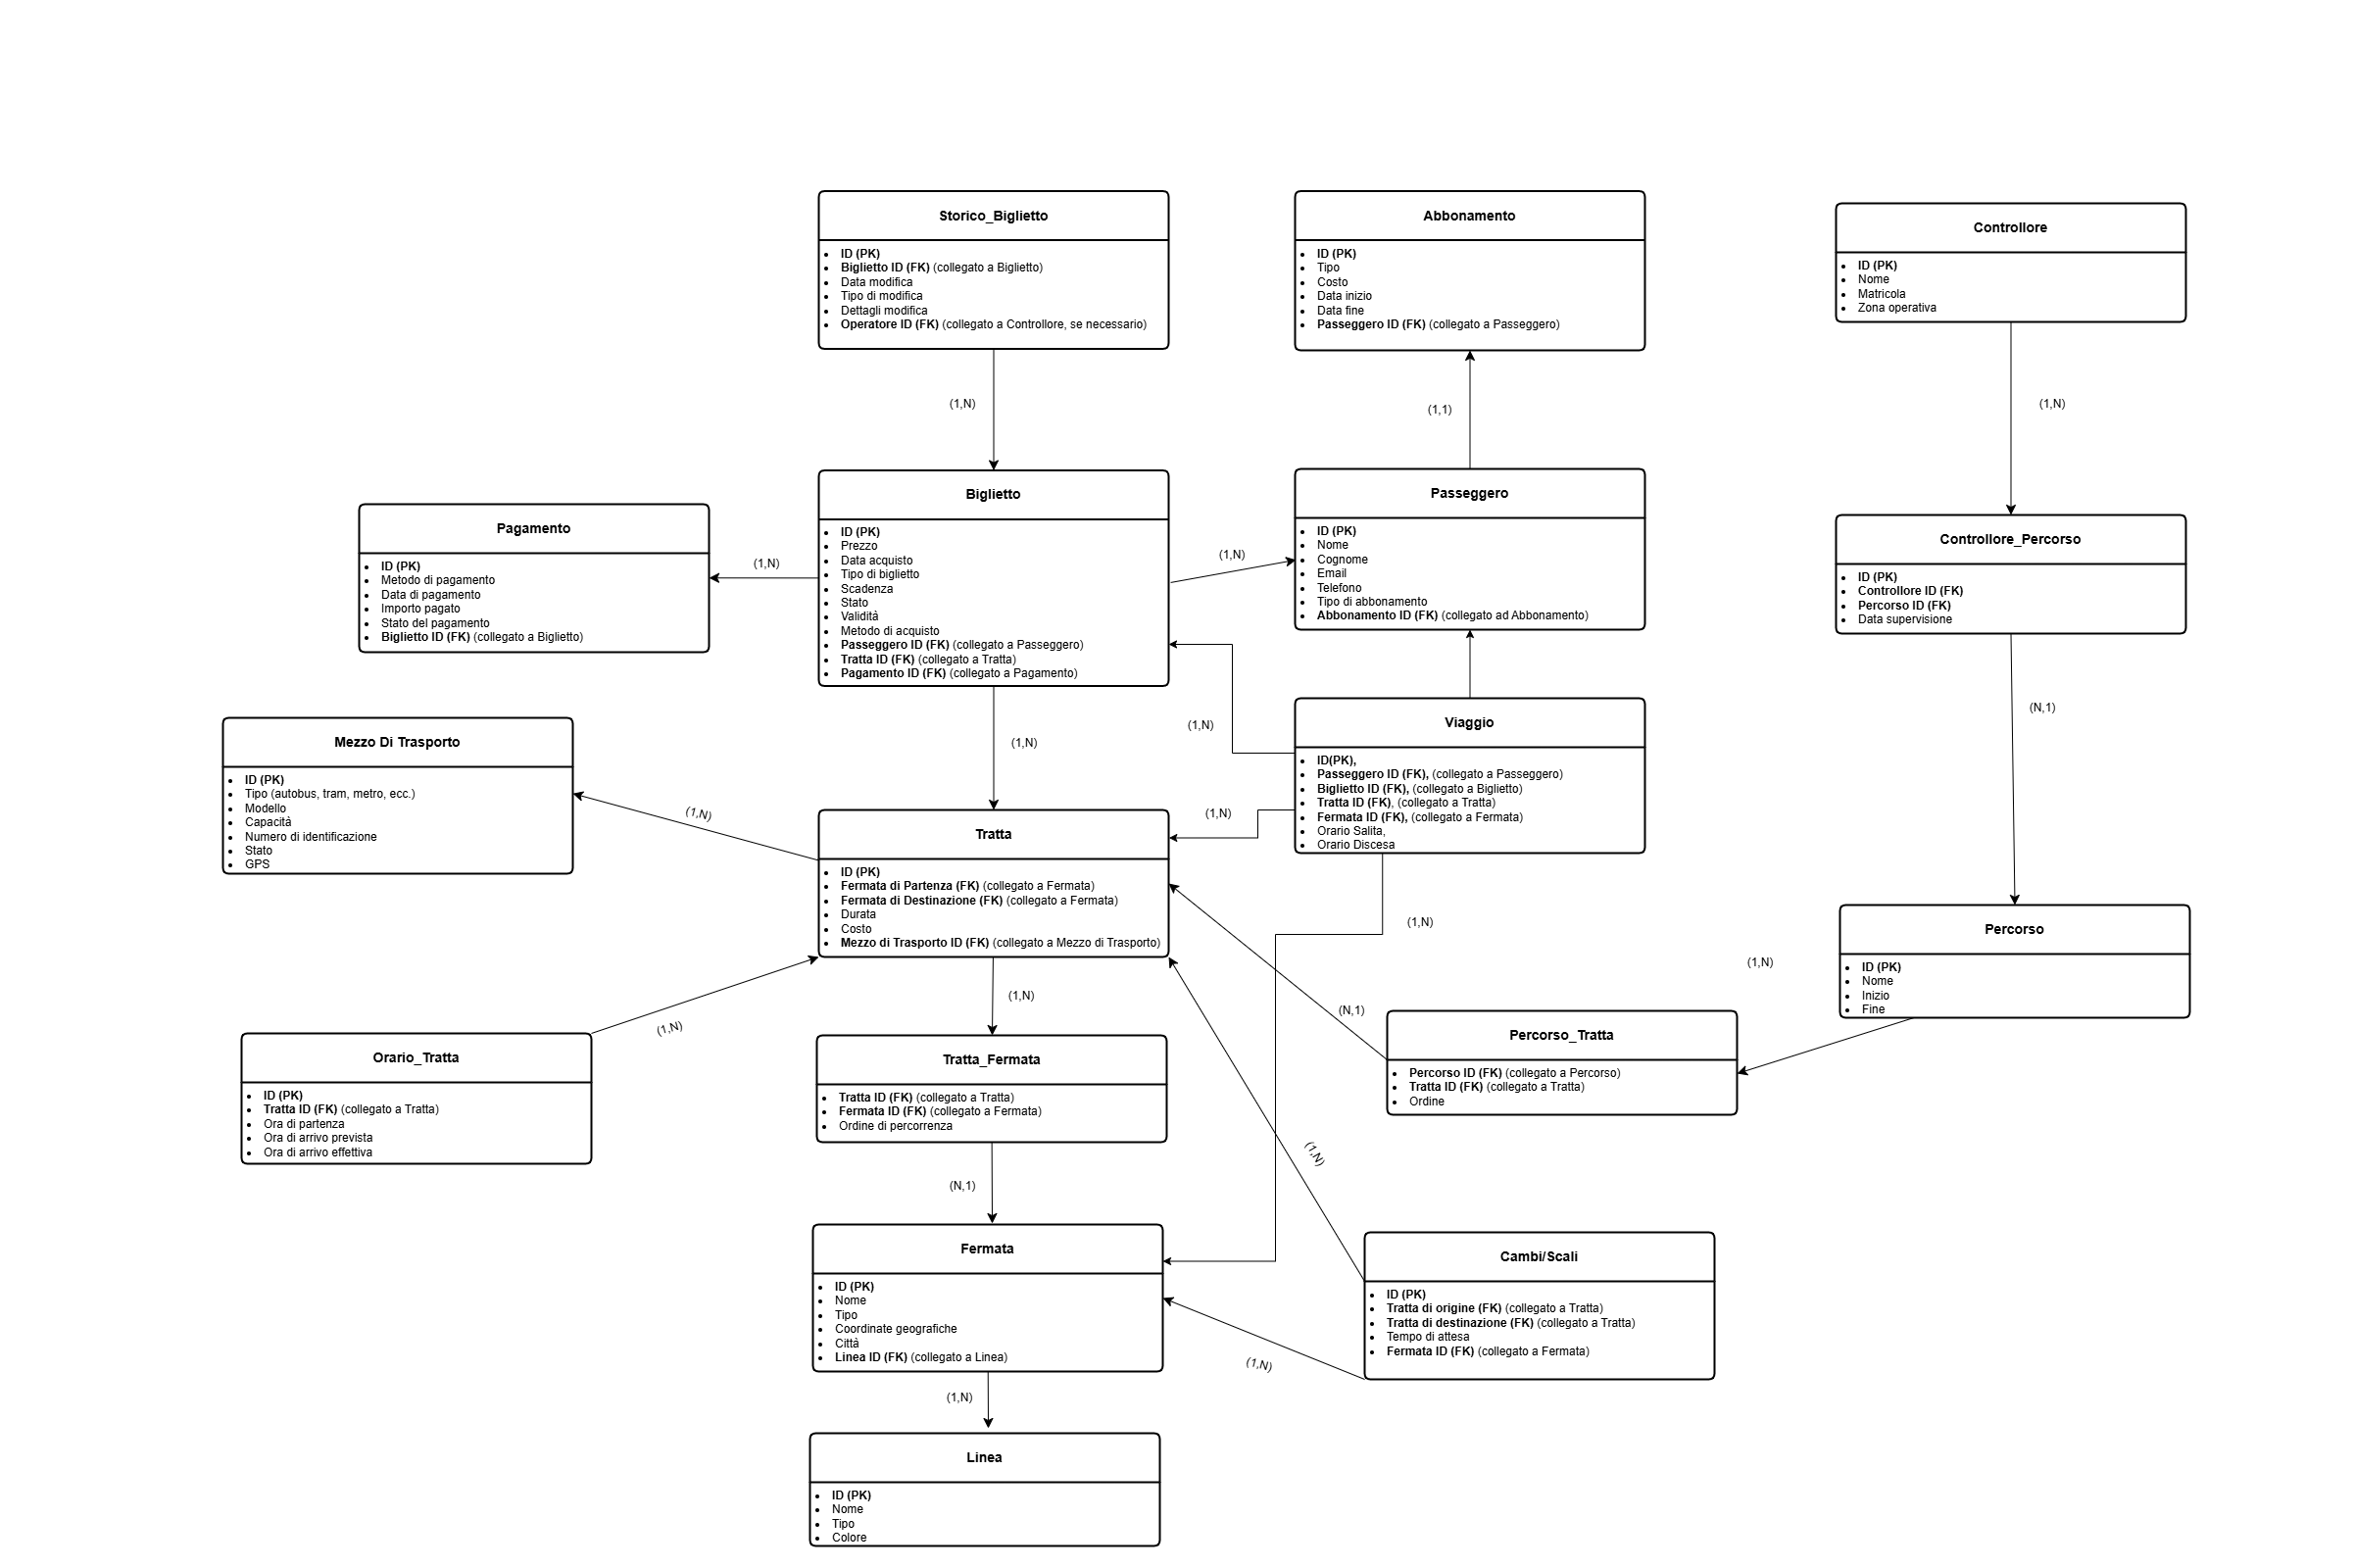 Storico_Biglietto
ID (PK)
Biglietto ID (FK) (collegato a Biglietto)
Data modifica
Tipo di modifica
Dettagli modifica
Operatore ID (FK) (collegato a Controllore, se necessario)
Abbonamento
ID (PK)
Tipo
Costo
Data inizio
Data fine
Passeggero ID (FK) (collegato a Passeggero)
Controllore
ID (PK)
Nome
Matricola
Zona operativa
(1,N)
(1,1)
(1,N)
Pagamento
ID (PK)
Metodo di pagamento
Data di pagamento
Importo pagato
Stato del pagamento
Biglietto ID (FK) (collegato a Biglietto)
(1,N)
Biglietto
ID (PK)
Prezzo
Data acquisto
Tipo di biglietto
Scadenza
Stato
Validità
Metodo di acquisto
Passeggero ID (FK) (collegato a Passeggero)
Tratta ID (FK) (collegato a Tratta)
Pagamento ID (FK) (collegato a Pagamento)
(1,N)
Passeggero
ID (PK)
Nome
Cognome
Email
Telefono
Tipo di abbonamento
Abbonamento ID (FK) (collegato ad Abbonamento)
Controllore_Percorso
ID (PK)
Controllore ID (FK)
Percorso ID (FK)
Data supervisione
Mezzo Di Trasporto
ID (PK)
Tipo (autobus, tram, metro, ecc.)
Modello
Capacità
Numero di identificazione
Stato
GPS
(1,N)
(1,N)
(1,N)
Viaggio
ID(PK),
Passeggero ID (FK), (collegato a Passeggero)
Biglietto ID (FK), (collegato a Biglietto)
Tratta ID (FK), (collegato a Tratta)
Fermata ID (FK), (collegato a Fermata)
Orario Salita,
Orario Discesa
(N,1)
(1,N)
Tratta
ID (PK)
Fermata di Partenza (FK) (collegato a Fermata)
Fermata di Destinazione (FK) (collegato a Fermata)
Durata
Costo
Mezzo di Trasporto ID (FK) (collegato a Mezzo di Trasporto)
(1,N)
Percorso
ID (PK)
Nome
Inizio
Fine
(1,N)
(1,N)
(N,1)
(1,N)
Orario_Tratta
ID (PK)
Tratta ID (FK) (collegato a Tratta)
Ora di partenza
Ora di arrivo prevista
Ora di arrivo effettiva
Tratta_Fermata
Tratta ID (FK) (collegato a Tratta)
Fermata ID (FK) (collegato a Fermata)
Ordine di percorrenza
Percorso_Tratta
Percorso ID (FK) (collegato a Percorso)
Tratta ID (FK) (collegato a Tratta)
Ordine
(1,N)
(N,1)
Fermata
ID (PK)
Nome
Tipo
Coordinate geografiche
Città
Linea ID (FK) (collegato a Linea)
Cambi/Scali
ID (PK)
Tratta di origine (FK) (collegato a Tratta)
Tratta di destinazione (FK) (collegato a Tratta)
Tempo di attesa
Fermata ID (FK) (collegato a Fermata)
(1,N)
(1,N)
Linea
ID (PK)
Nome
Tipo
Colore